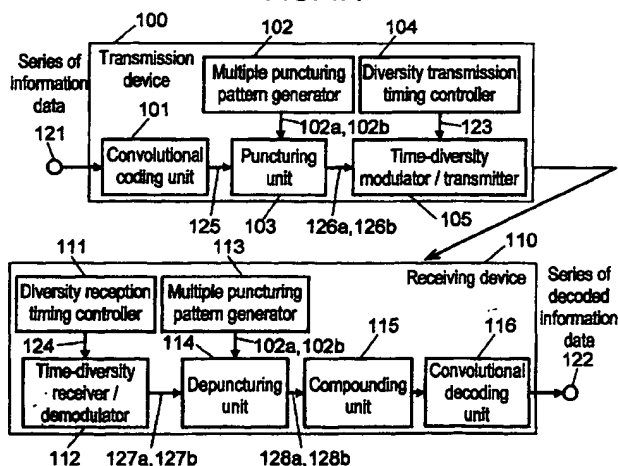 100
102
104
Series of
information
data
Transmission
device
Multiple puncturing
pattern generator
Diversity transmission
timing controller
101
102a, 102b
123
121
Convolutional
coding unit
Puncturing
unit
Time-diversity
modulator / transmitter
125
103
126a, 126b
105
111
113
110
Receiving device
Series of
decoded
information
data
Diversity reception
timing controller
Multiple puncturing
pattern generator
115
116
124
114
102a, 102b
122
Time-diversity
receiver /
demodulator
Depuncturing
unit
Compounding
unit
Convolutional
decoding
unit
112
127a, 127b
128a, 128b